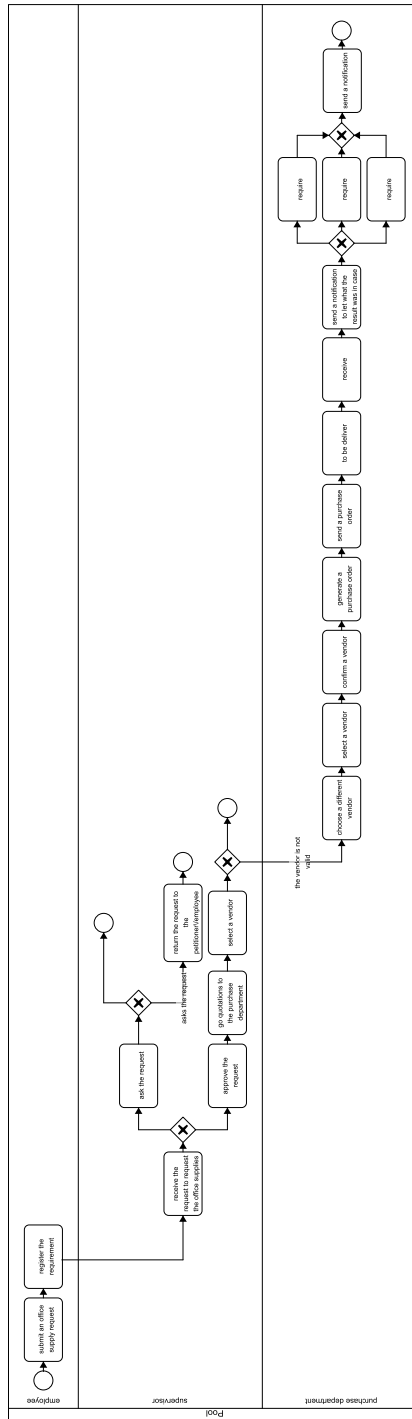 Pool
employee
supervisor
purchase department
submit an office
supply request
register the
requirement
receive the
request to request
the office supplies
ask the request
asks the request
return the request to
the
petitioner/employee
approve the
request
go quotations to
the purchase
department
select a vendor
the vendor is not
valid
choose a different
vendor
select a vendor
confirm a vendor
generate a
purchase order
send a purchase
order
to be deliver
receive
send a notification
to let what the
result was in case
require
require
require
send a notification